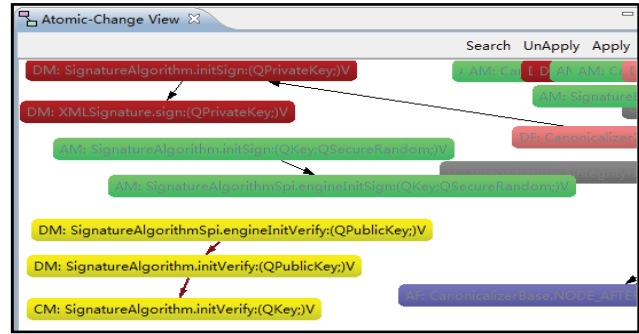 Atomic-Change View
Search UnApply Apply
DM: SignatureAlgorithm.initSign:(QPrivateKey;)V
DM: XMLSignature.sign:(QPrivateKey;)V
AM: Signature
DF: Canonicalizer
AM: SignatureAlgorithm.initSign:(QKey;QSecureRandom;)V
AM: SignatureAlgorithmSpi.engineInitSign:(QKey;QSecureRandom;)V
DM: SignatureAlgorithmSpi.engineInitVerify:(QPublicKey;)V
DM: SignatureAlgorithm.initVerify:(QPublicKey;)V
AF: CanonicalizerBase.NODE_AFTE
CM: SignatureAlgorithm.initVerify:(QKey;)V